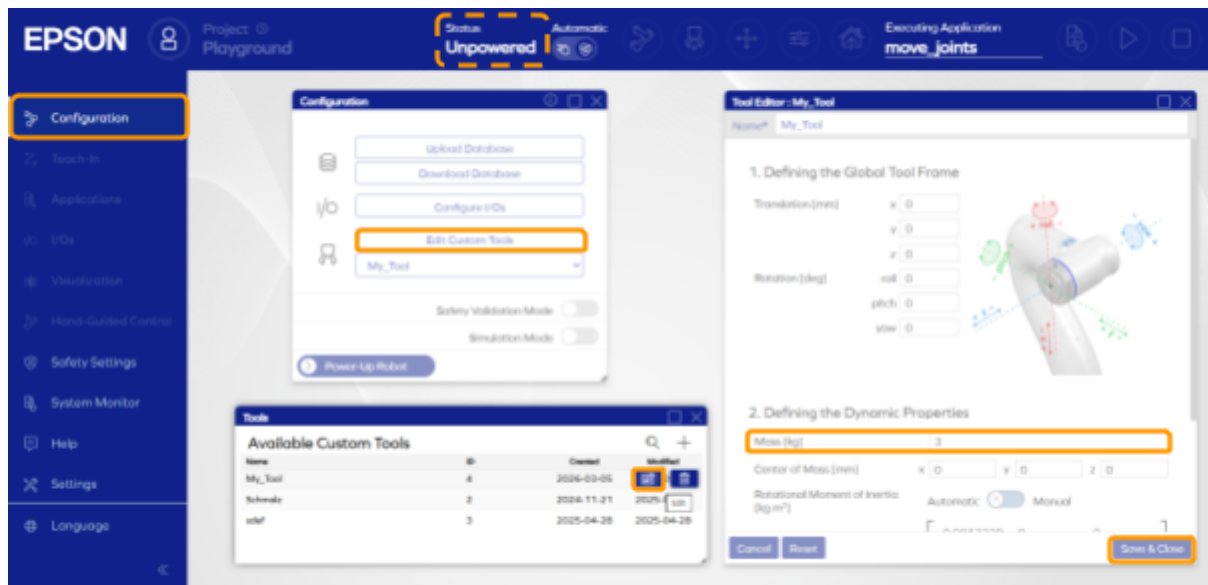 EPSON
Project
Playground
Status
Unpowered
Automatic
Executing Application
move_joints
Configuration
Teach-In
Applications
I/Os
Visualization
Hand-Guided Control
Safety Settings
System Monitor
Help
Settings
Language
Configuration
Upload Database
Download Database
I/O
Configure I/Os
Edit Custom Tools
My_Tool
Safety Validation Mode
Simulation Mode
Power-Up Robot
Tools
Available Custom Tools
Name ID Created Modified
My_Tool 4 2026-03-05
Schmalz 2 2024-11-21 2025-
Edit
xdef 3 2025-04-28 2025-04-28
Tool Editor : My_Tool
Name* My_Tool
1. Defining the Global Tool Frame
Translation [mm] x 0
y 0
z 0
Rotation [deg] roll 0
pitch 0
yaw 0
2. Defining the Dynamic Properties
Mass [kg] 3
Center of Mass [mm] x 0 y 0 z 0
Rotational Moment of Inertia
[kg m²]
Automatic Manual
Cancel Reset Save & Close